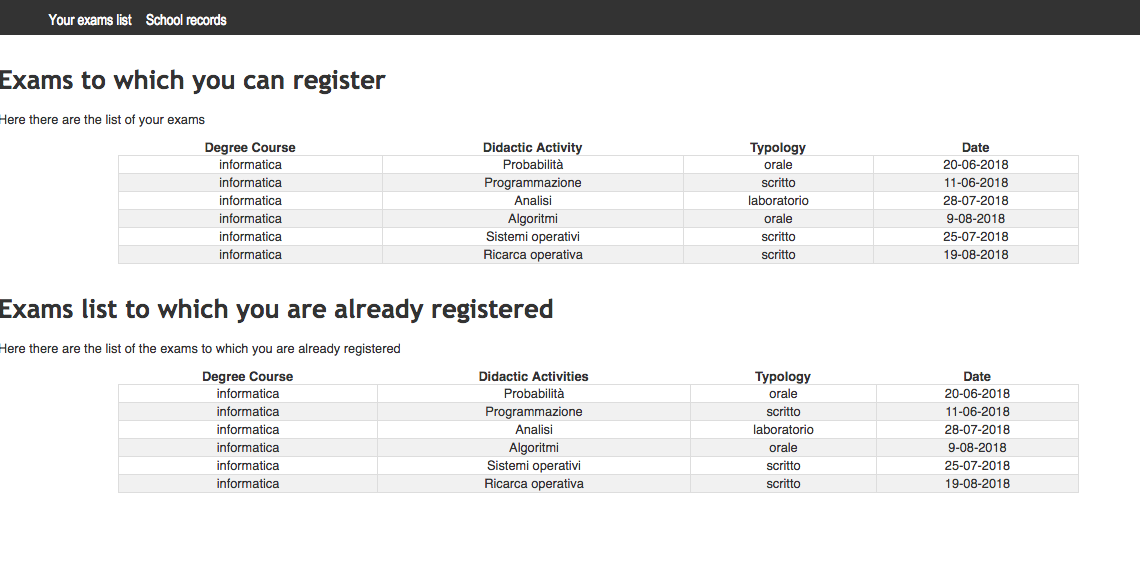 Your exams list School records
Exams to which you can register
Here there are the list of your exams
Degree Course Didactic Activity Typology Date
informatica Probabilità orale 20-06-2018
informatica Programmazione scritto 11-06-2018
informatica Analisi laboratorio 28-07-2018
informatica Algoritmi orale 9-08-2018
informatica Sistemi operativi scritto 25-07-2018
informatica Ricarca operativa scritto 19-08-2018
Exams list to which you are already registered
Here there are the list of the exams to which you are already registered
Degree Course Didactic Activities Typology Date
informatica Probabilità orale 20-06-2018
informatica Programmazione scritto 11-06-2018
informatica Analisi laboratorio 28-07-2018
informatica Algoritmi orale 9-08-2018
informatica Sistemi operativi scritto 25-07-2018
informatica Ricarca operativa scritto 19-08-2018